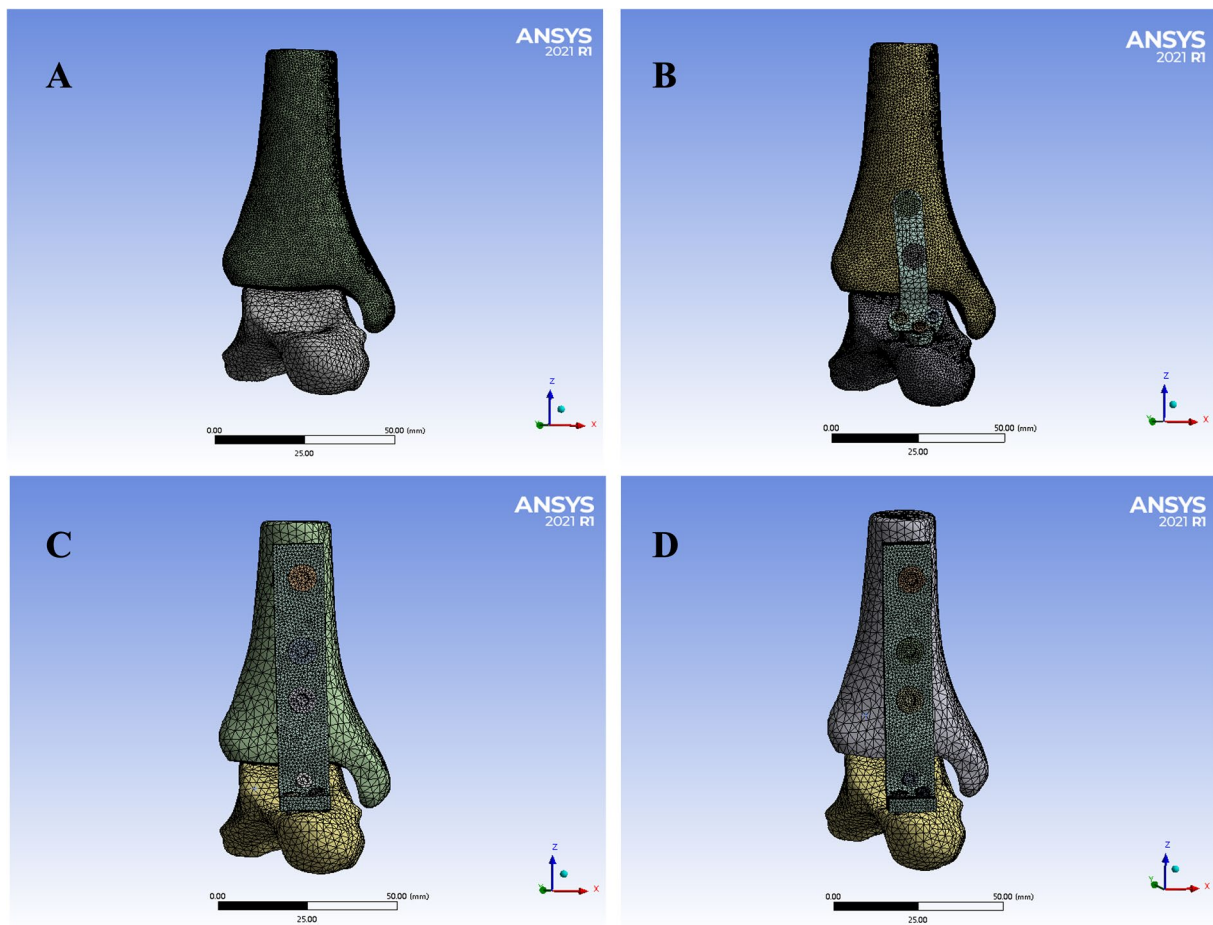 A
ANSYS
2021 R1
Z
Y
X
0.00
50.00 (mm)
25.00
B
ANSYS
2021 R1
Z
Y
X
0.00
50.00 (mm)
25.00
C
ANSYS
2021 R1
Z
Y
X
0.00
50.00 (mm)
25.00
D
ANSYS
2021 R1
Z
Y
X
0.00
50.00 (mm)
25.00